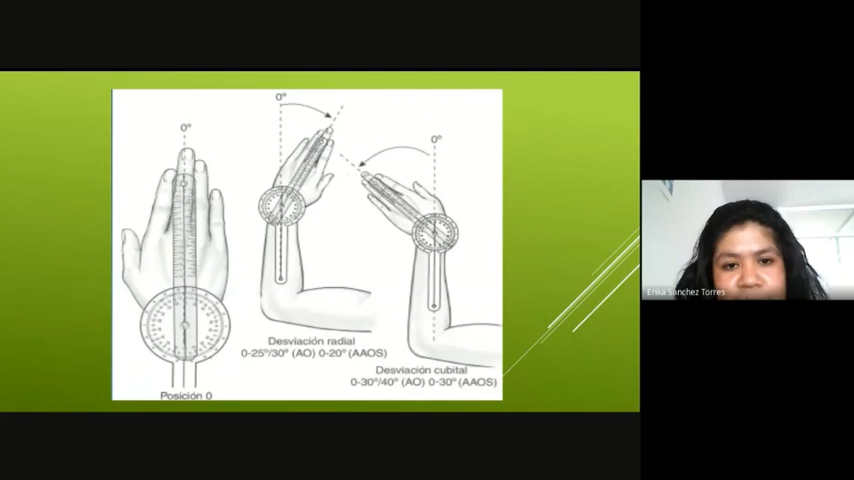 0º
0º
0º
Posición 0
Desviación radial
0-25º/30º (AO) 0-20º (AAOS)
Desviación cubital
0-30º/40º (AO) 0-30º (AAOS)
Erika Sanchez Torres